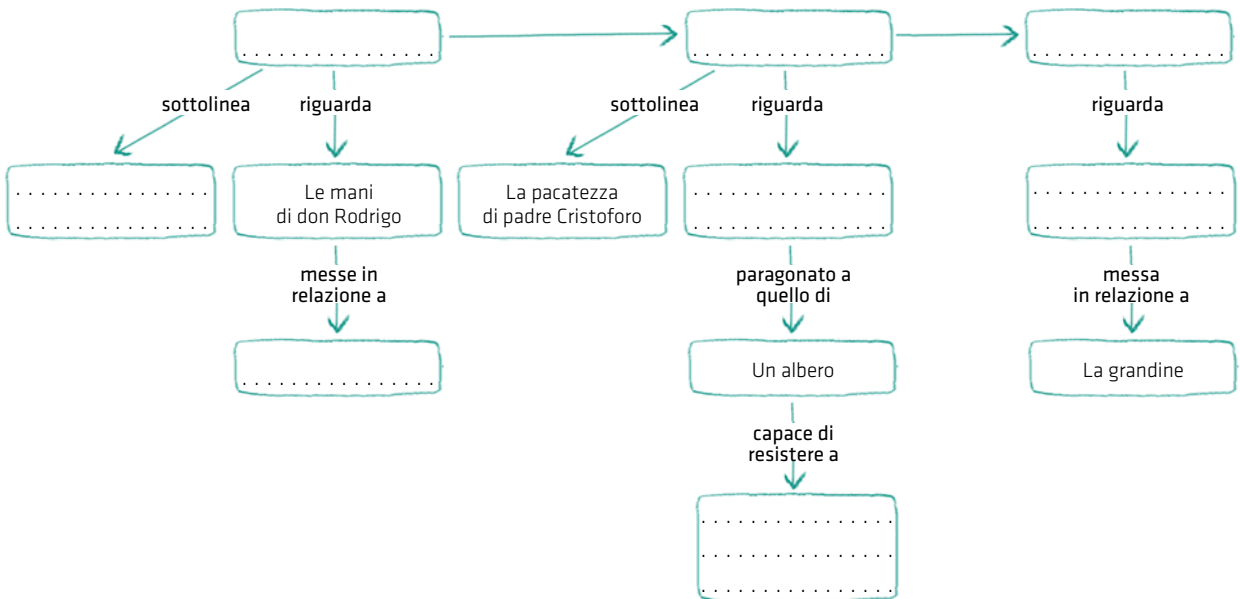 sottolinea
riguarda
sottolinea
riguarda
riguarda
Le mani
di don Rodrigo
La pacatezza
di padre Cristoforo
messe in
relazione a
paragonato a
quello di
messa
in relazione a
Un albero
La grandine
capace di
resistere a